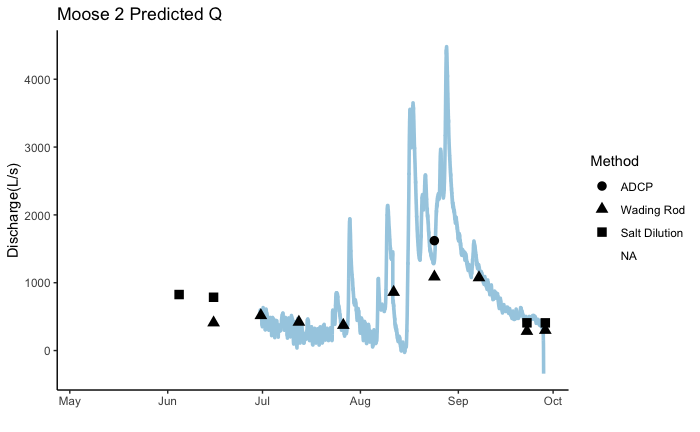 Moose 2 Predicted Q
Discharge(L/s)
4000
3000
2000
1000
0
May Jun Jul Aug Sep Oct
Method
ADCP
Wading Rod
Salt Dilution
NA